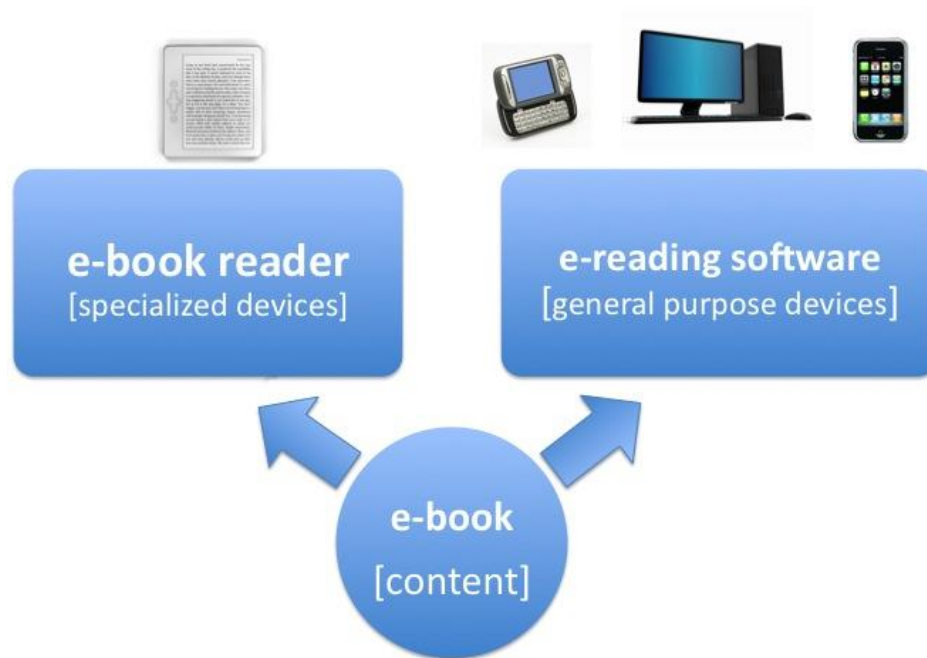 e-book reader
[specialized devices]
e-reading software
[general purpose devices]
e-book
[content]